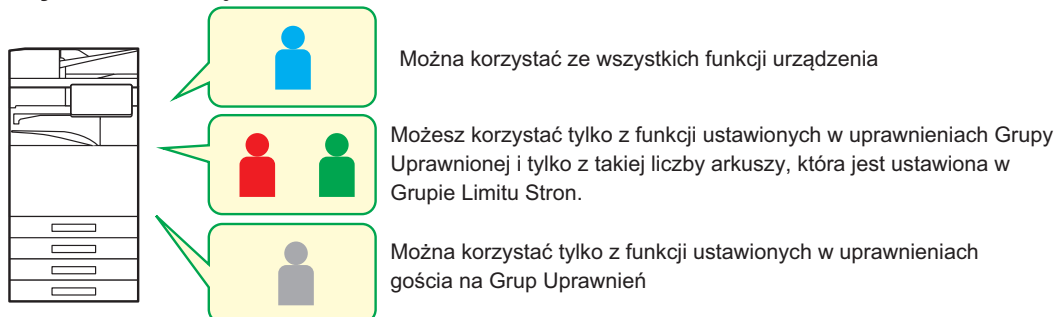 Można korzystać ze wszystkich funkcji urządzenia
Możesz korzystać tylko z funkcji ustawionych w uprawnieniach Grupy
Uprawnionej i tylko z takiej liczby arkuszy, która jest ustawiona w
Grupie Limitu Stron.
Można korzystać tylko z funkcji ustawionych w uprawnieniach
gościa na Grup Uprawnień